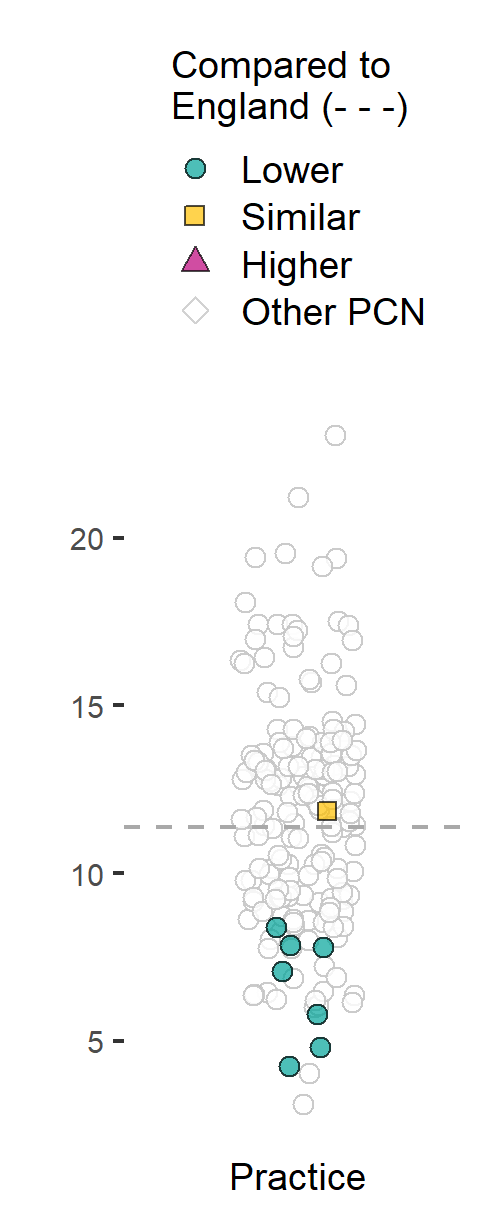 Compared to
England (- - -)
Lower
Similar
Higher
Other PCN
20
15
10
5
Practice